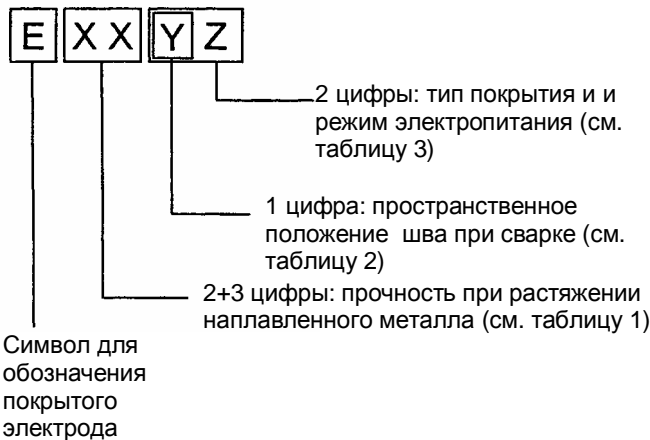 E XX Y Z
2 цифры: тип покрытия и и
режим электропитания (см.
таблицу 3)
1 цифра: пространственное
положение шва при сварке (см.
таблицу 2)
2+3 цифры: прочность при растяжении
наплавленного металла (см. таблицу 1)
Символ для
обозначения
покрытого
электрода